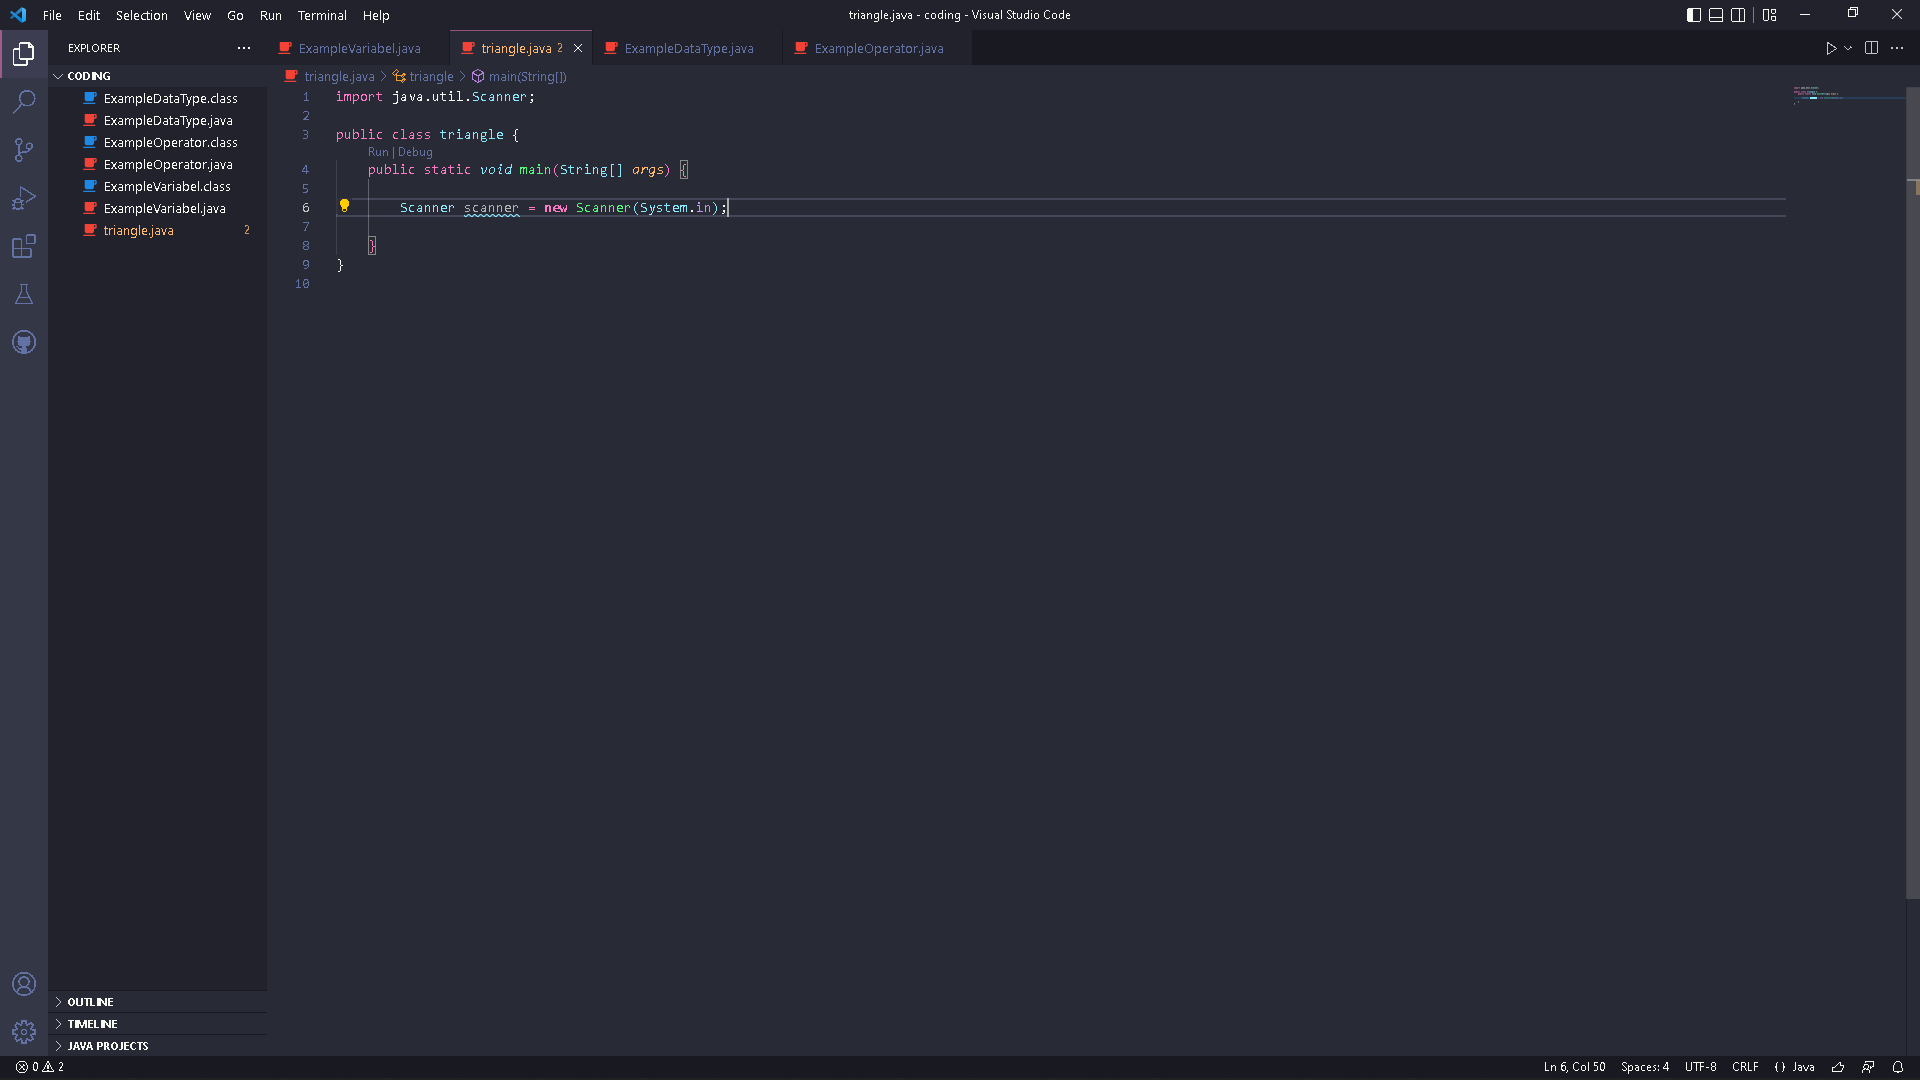 File Edit Selection View Go Run Terminal Help
triangle.java - coding - Visual Studio Code
EXPLORER
ExampleVariabel.java
triangle.java 2
ExampleDataType.java
ExampleOperator.java
CODING
ExampleDataType.class
ExampleDataType.java
ExampleOperator.class
ExampleOperator.java
ExampleVariabel.class
ExampleVariabel.java
triangle.java 2
triangle.java > triangle > main(String[])
1 import java.util.Scanner;
2
3 public class triangle {
Run | Debug
4 public static void main(String[] args) {
5
6 Scanner scanner = new Scanner(System.in);
7
8 }
9 }
10
OUTLINE
TIMELINE
JAVA PROJECTS
0 2
Ln 6, Col 50 Spaces: 4 UTF-8 CRLF {} Java